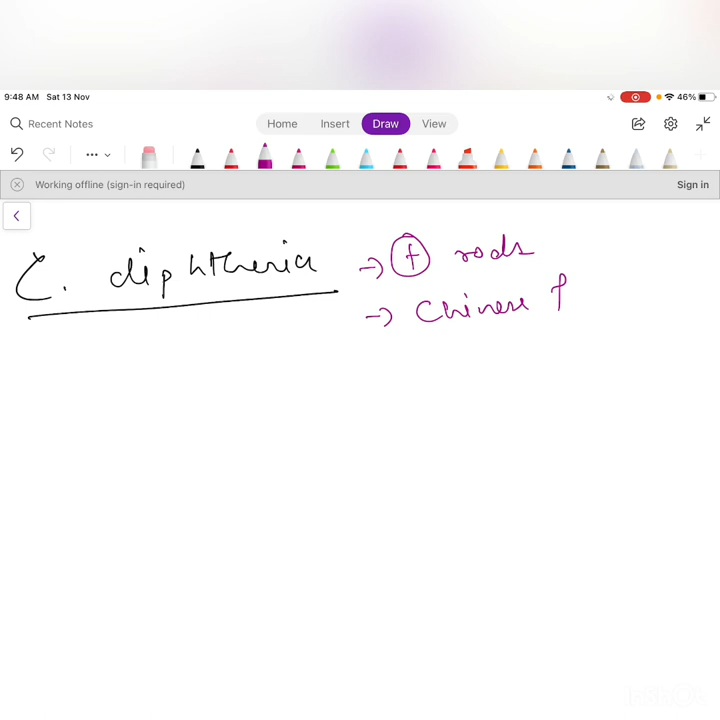 9:48 AM Sat 13 Nov 46%
Recent Notes Home Insert Draw View
Working offline (sign-in required) Sign in
C. diphtheria → + rods
→ Chinese